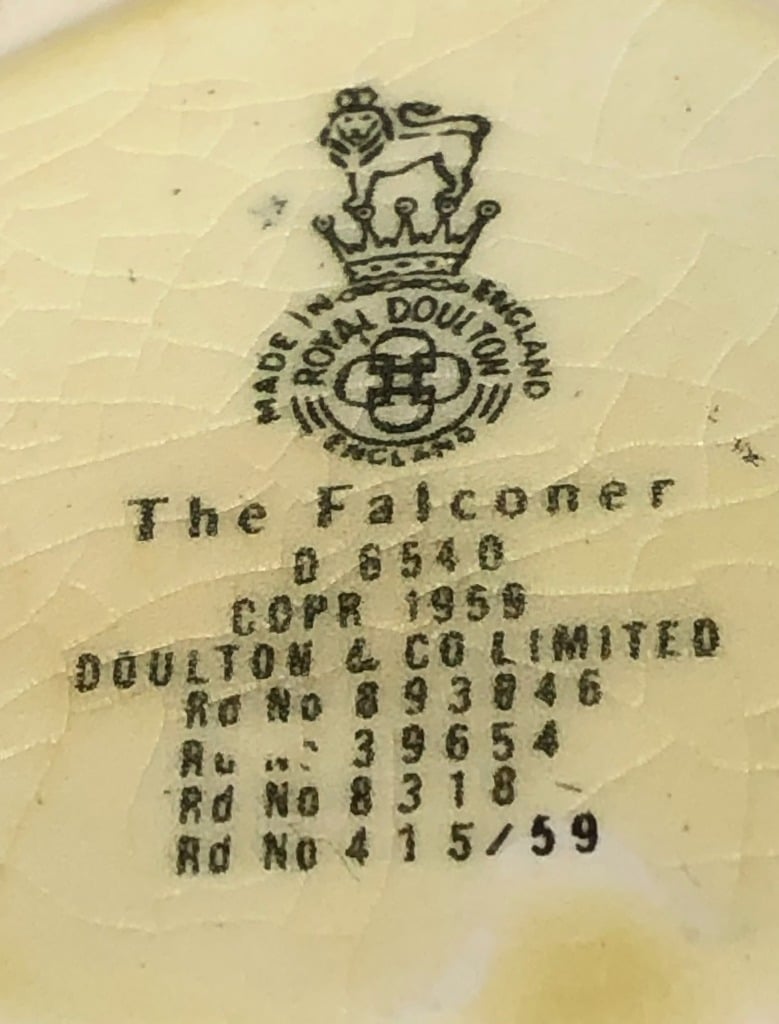 MADE IN ENGLAND
ROYAL DOULTON
ENGLAND
The Falconer
D 6540
COPR 1959
DOULTON & CO LIMITED
Rd No 893846
39654
Rd No 8318
Rd No 415/59